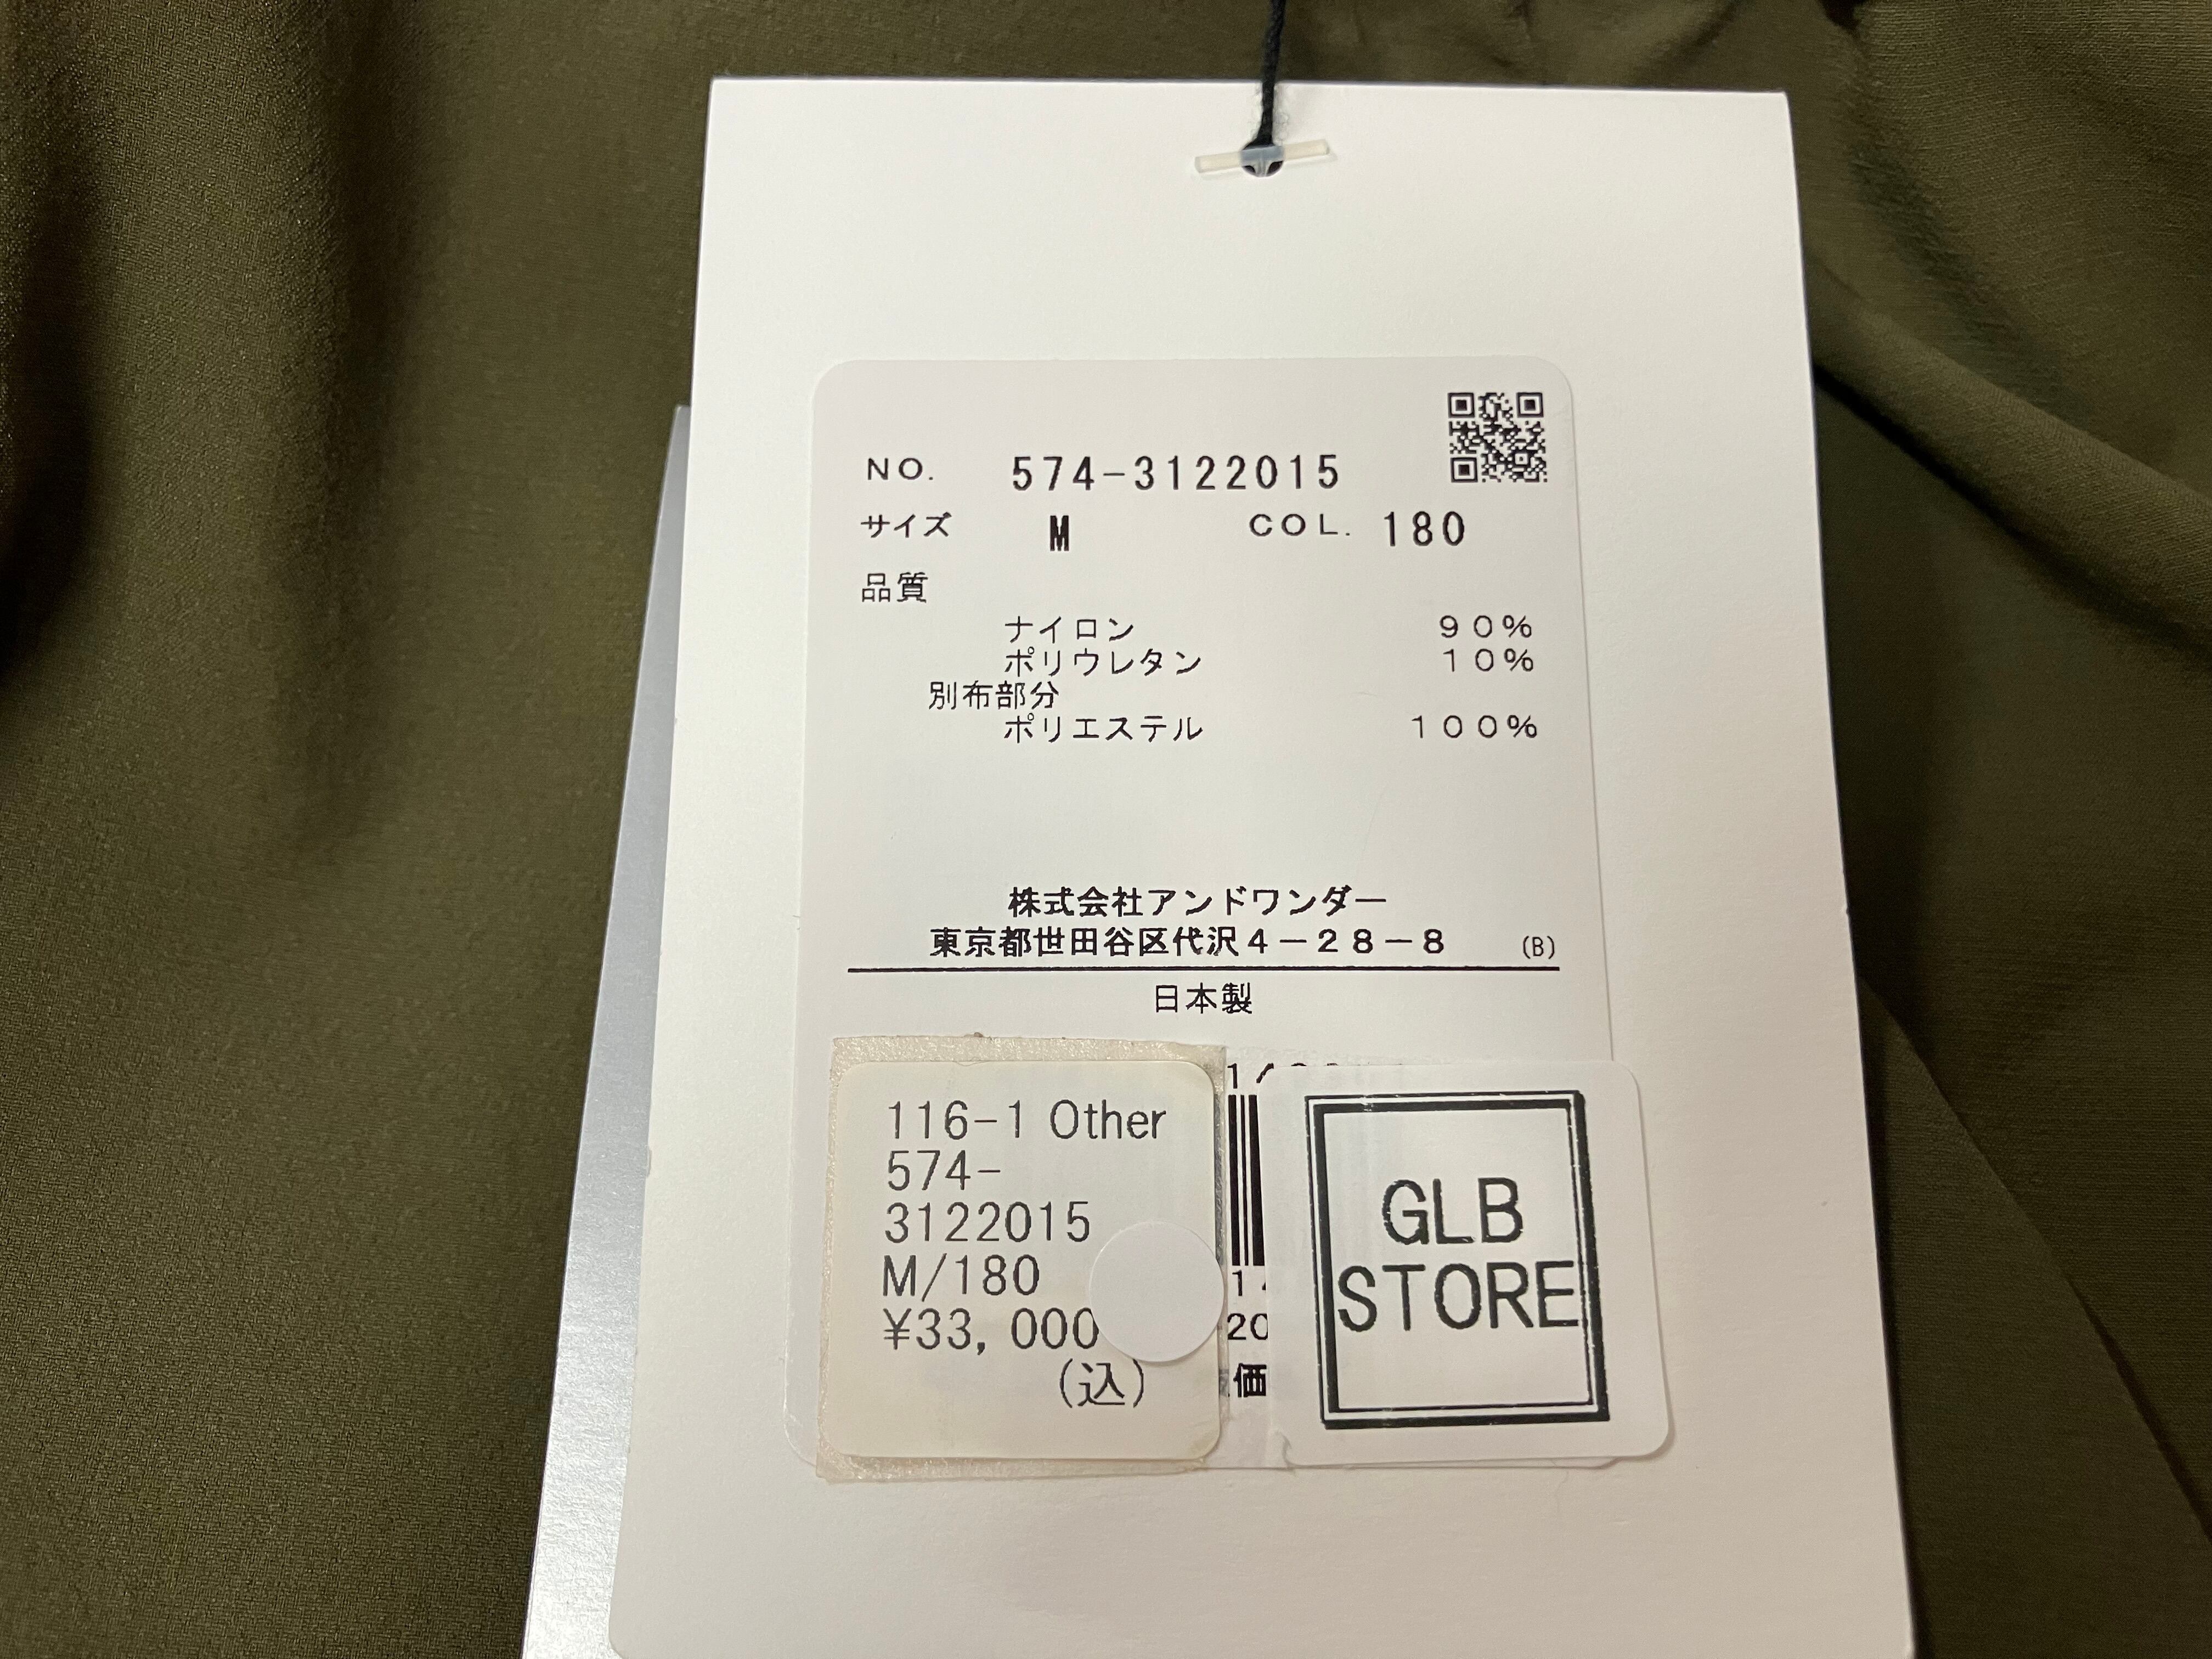 NO. 574-3122015
サイズ M COL. 180
品質
ナイロン 90%
ポリウレタン 10%
別布部分
ポリエステル 100%
株式会社アンドワンダー
東京都世田谷区代沢4−28−8 (B)
日本製
116-1 Other
574-
3122015
M/180
¥33,000
(込)
価
GLB
STORE